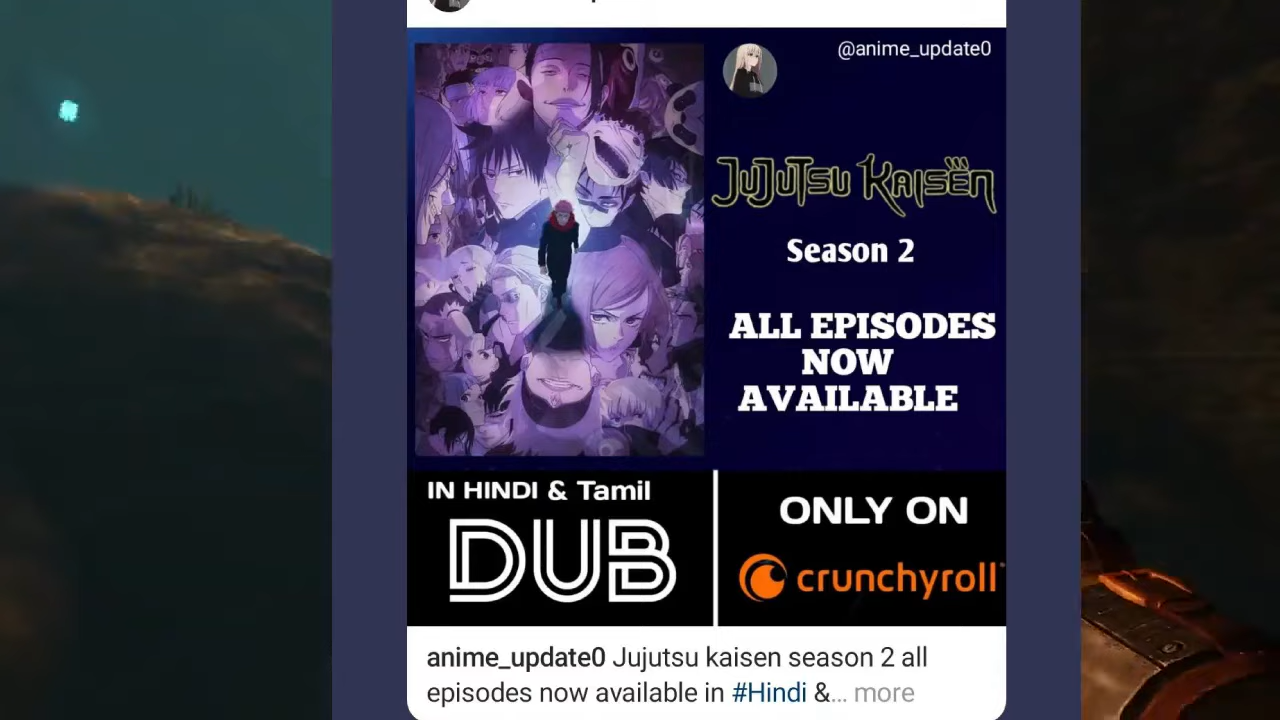 @anime_update0
JUJUTSU KAISEN
Season 2
ALL EPISODES
NOW
AVAILABLE
IN HINDI & Tamil
DUB
ONLY ON
crunchyroll
anime_update0 Jujutsu kaisen season 2 all
episodes now available in #Hindi &... more